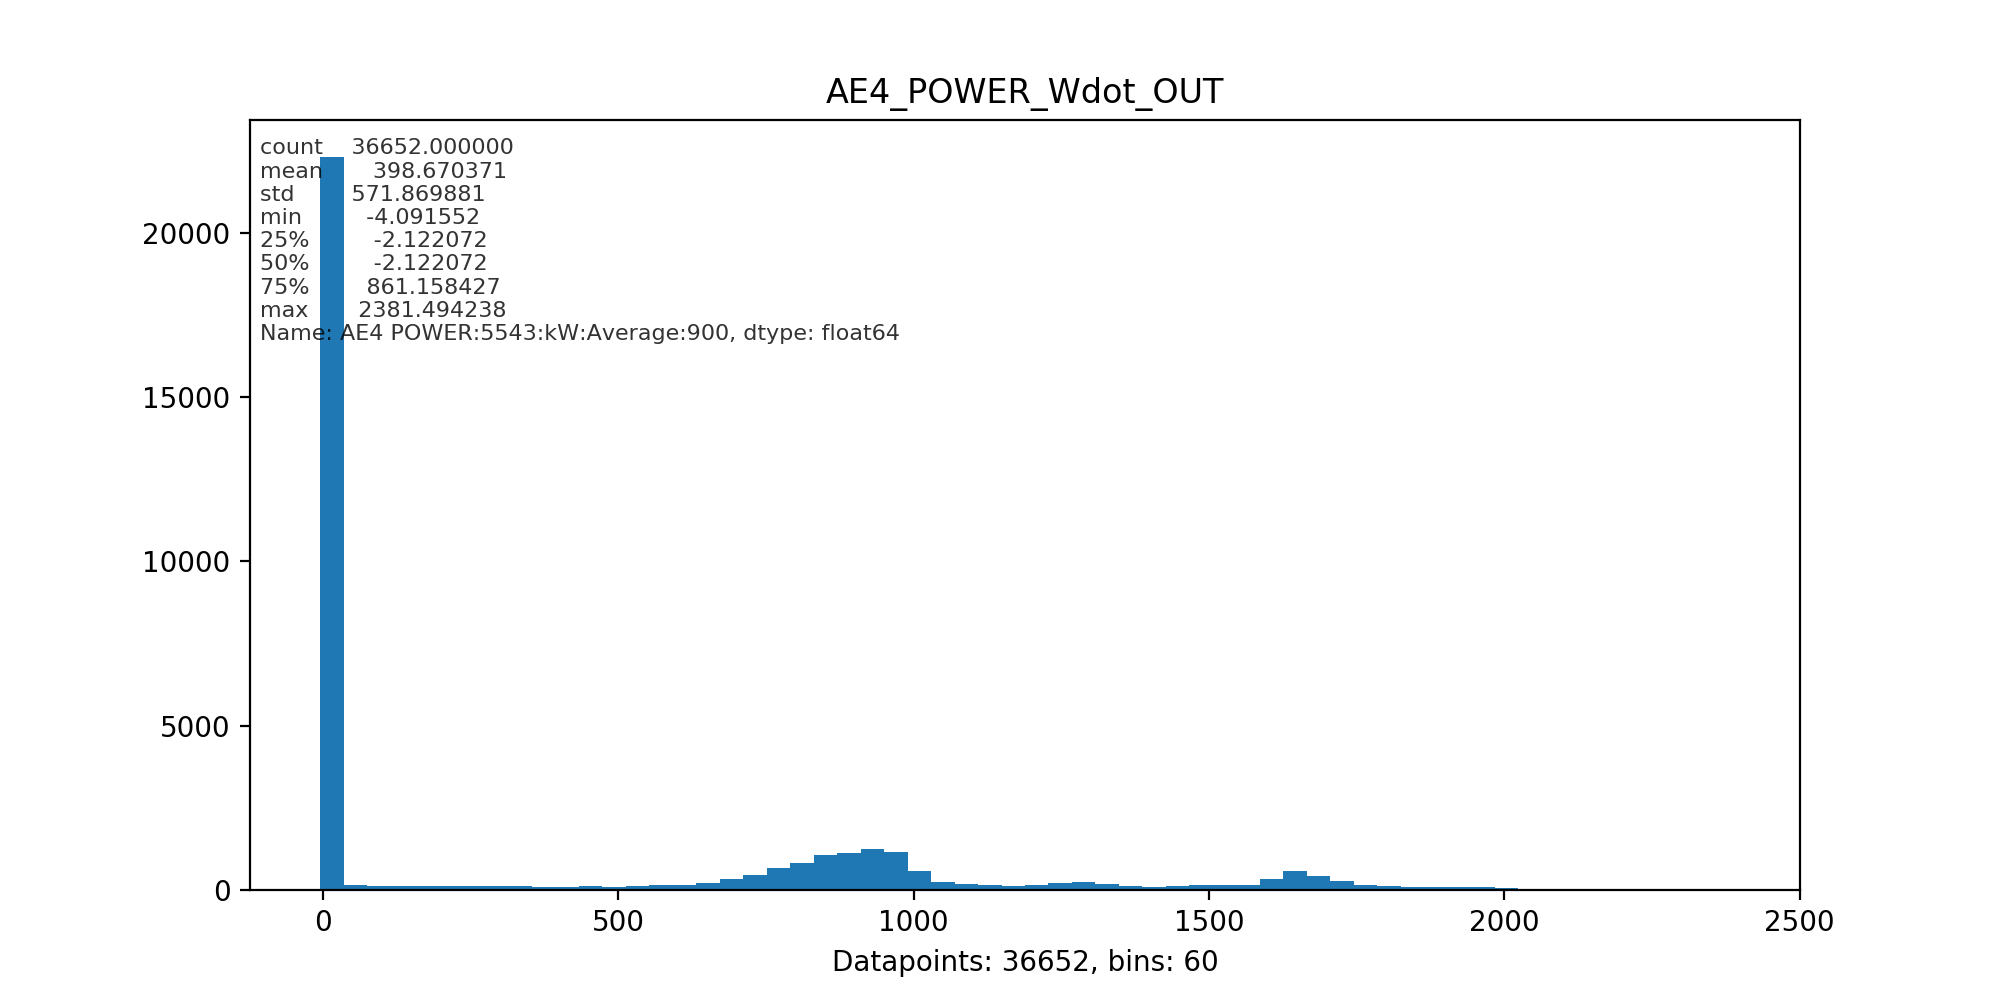 AE4_POWER_Wdot_OUT
count 36652.000000
mean 398.670371
std 571.869881
min -4.091552
25% -2.122072
50% -2.122072
75% 861.158427
max 2381.494238
Name: AE4 POWER:5543:kW:Average:900, dtype: float64
20000
15000
10000
5000
0
0 500 1000 1500 2000 2500
Datapoints: 36652, bins: 60